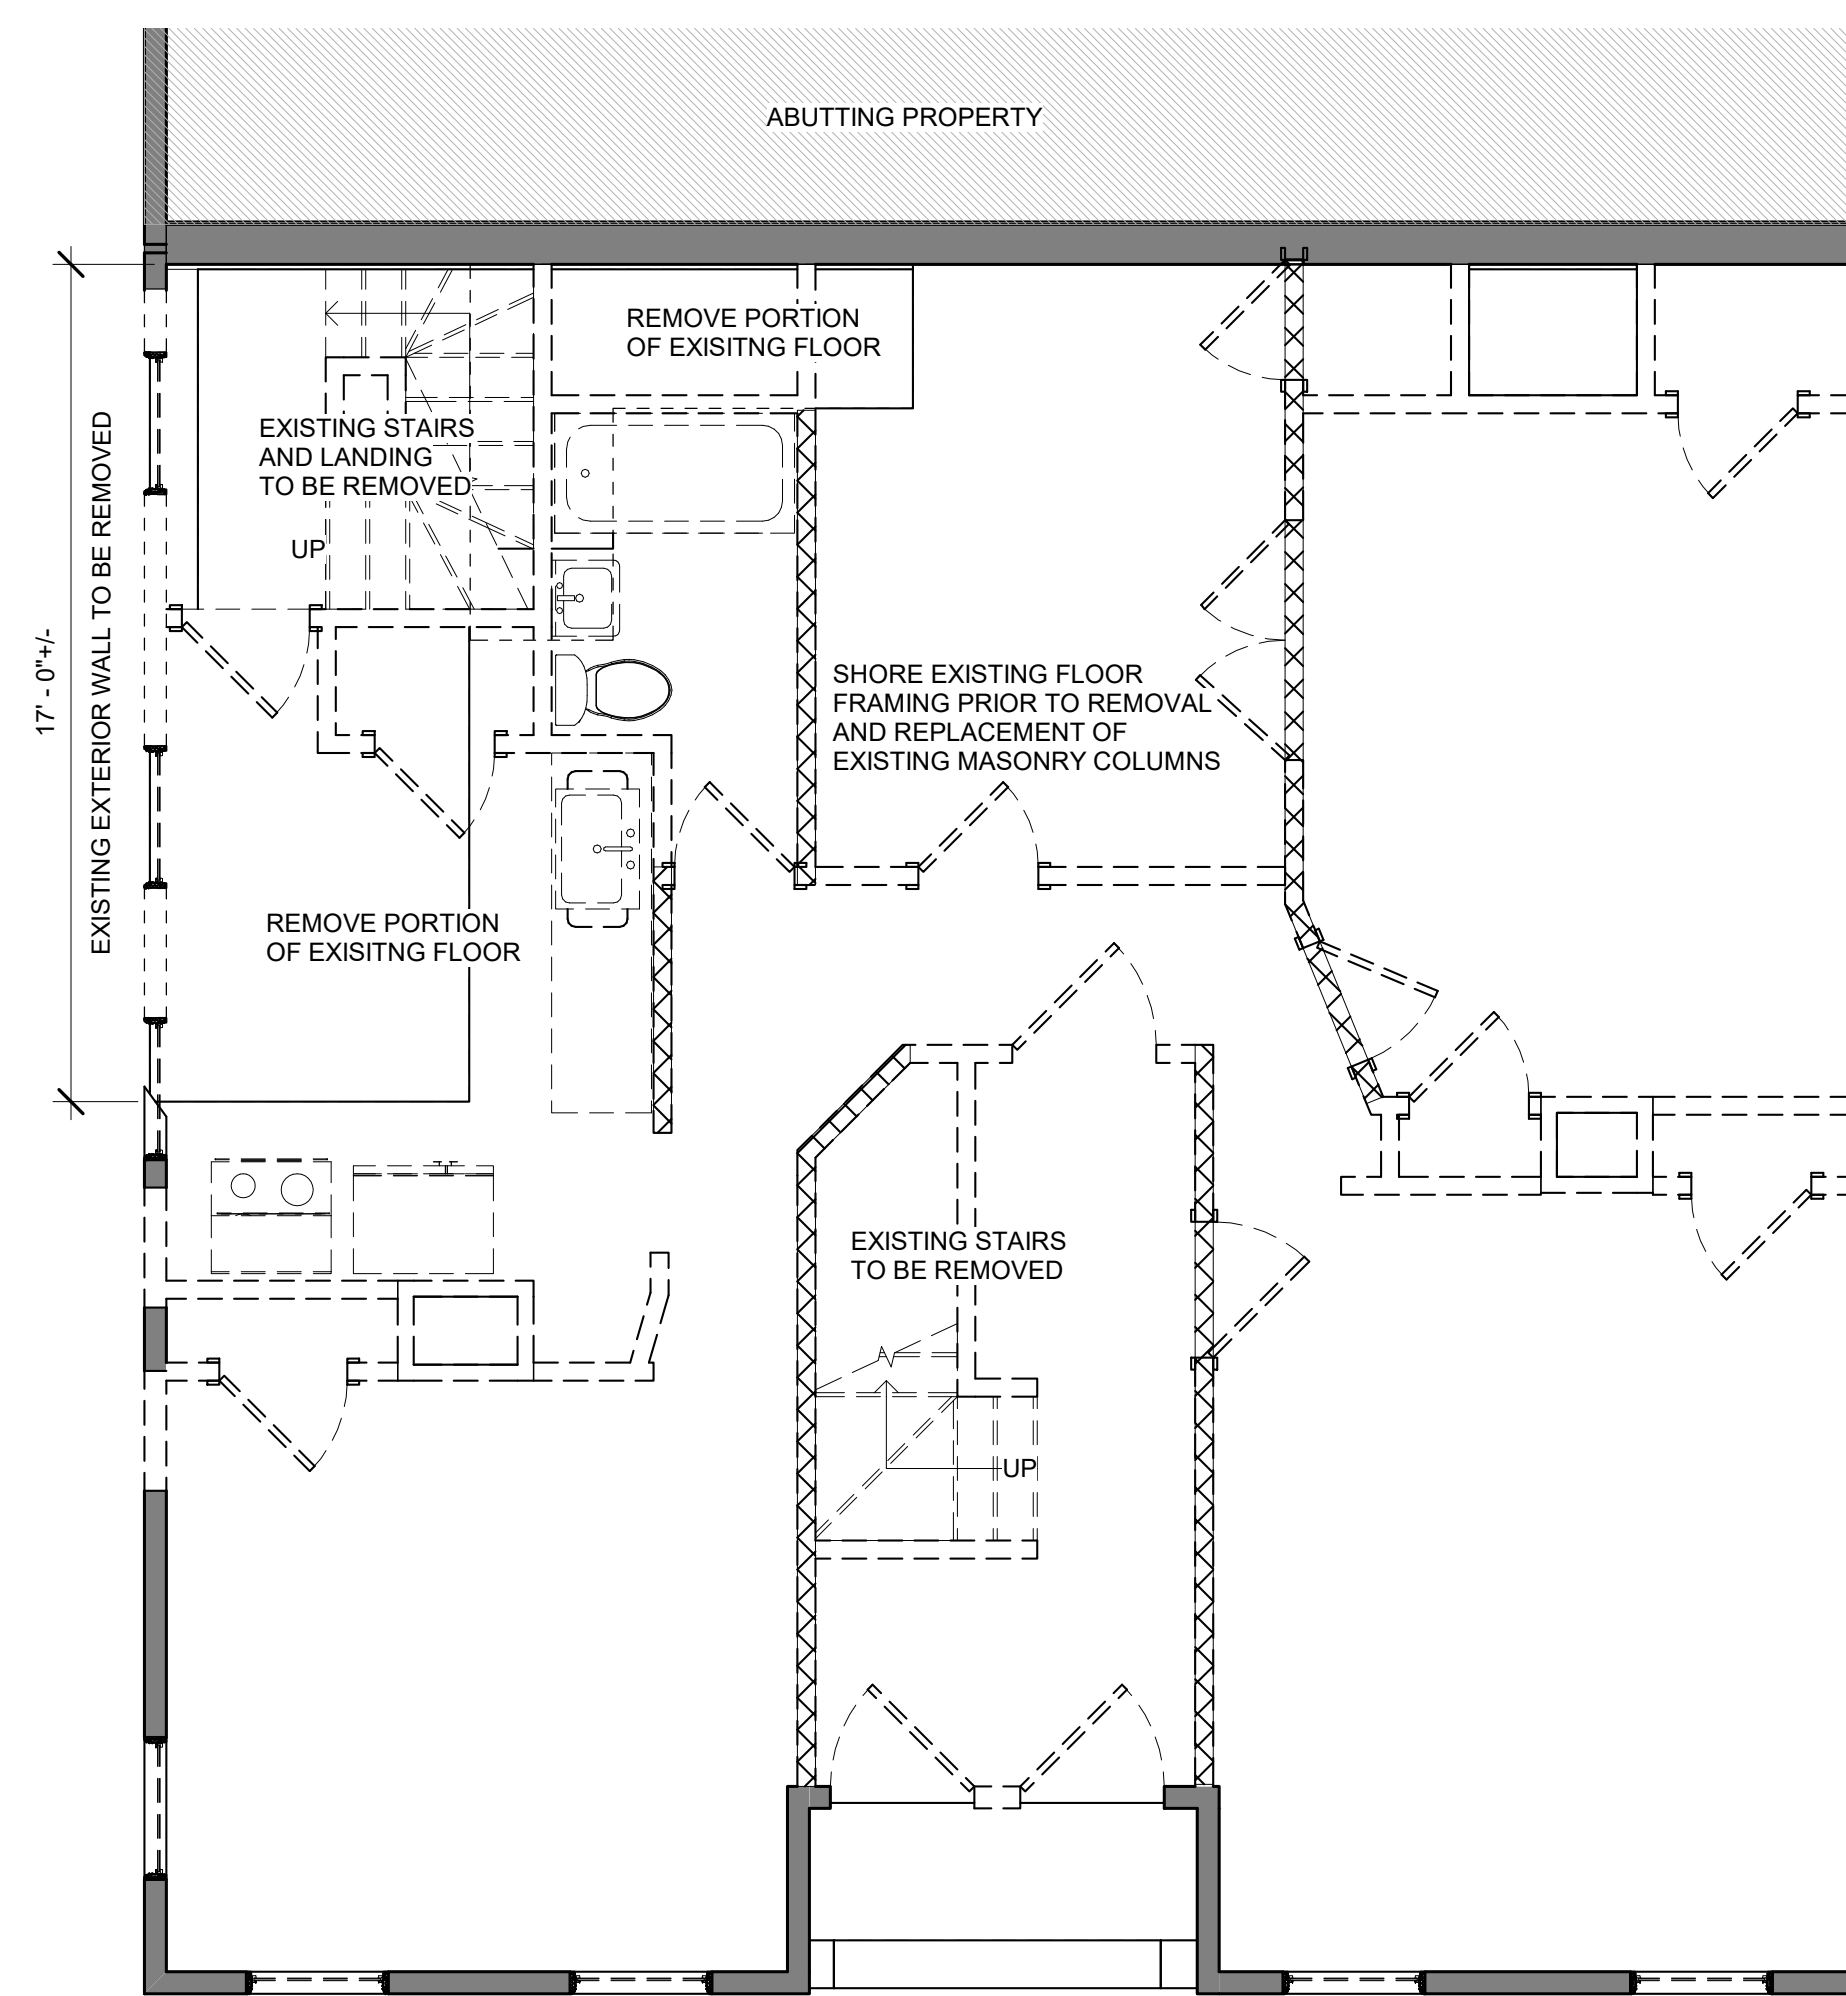 ABUTTING PROPERTY
REMOVE PORTION
OF EXISITNG FLOOR
EXISTING STAIRS
AND LANDING
TO BE REMOVED
UP
17' - 0"+/-
EXISTING EXTERIOR WALL TO BE REMOVED
SHORE EXISTING FLOOR
FRAMING PRIOR TO REMOVAL
AND REPLACEMENT OF
EXISTING MASONRY COLUMNS
REMOVE PORTION
OF EXISITNG FLOOR
EXISTING STAIRS
TO BE REMOVED
UP